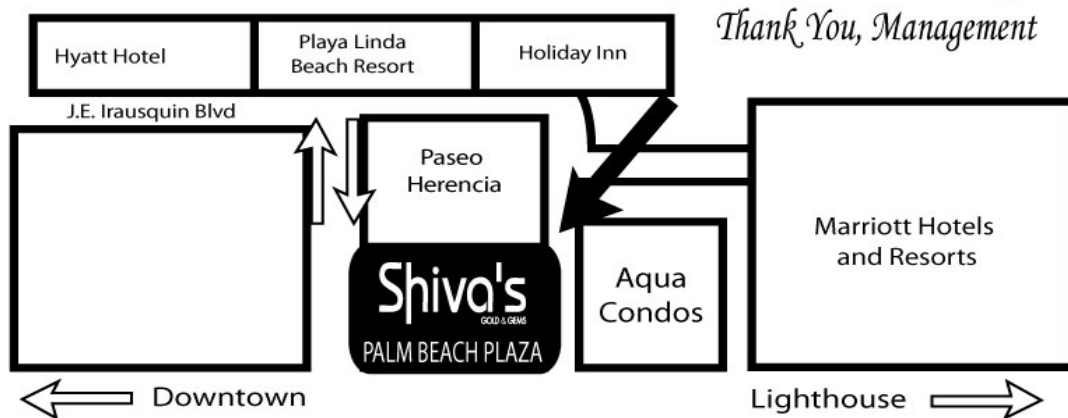 Thank You, Management
Hyatt Hotel
Playa Linda
Beach Resort
Holiday Inn
J.E. Irausquin Blvd
Paseo
Herencia
Marriott Hotels
and Resorts
Shiva's
GOLD & GEMS
PALM BEACH PLAZA
Aqua
Condos
Downtown
Lighthouse